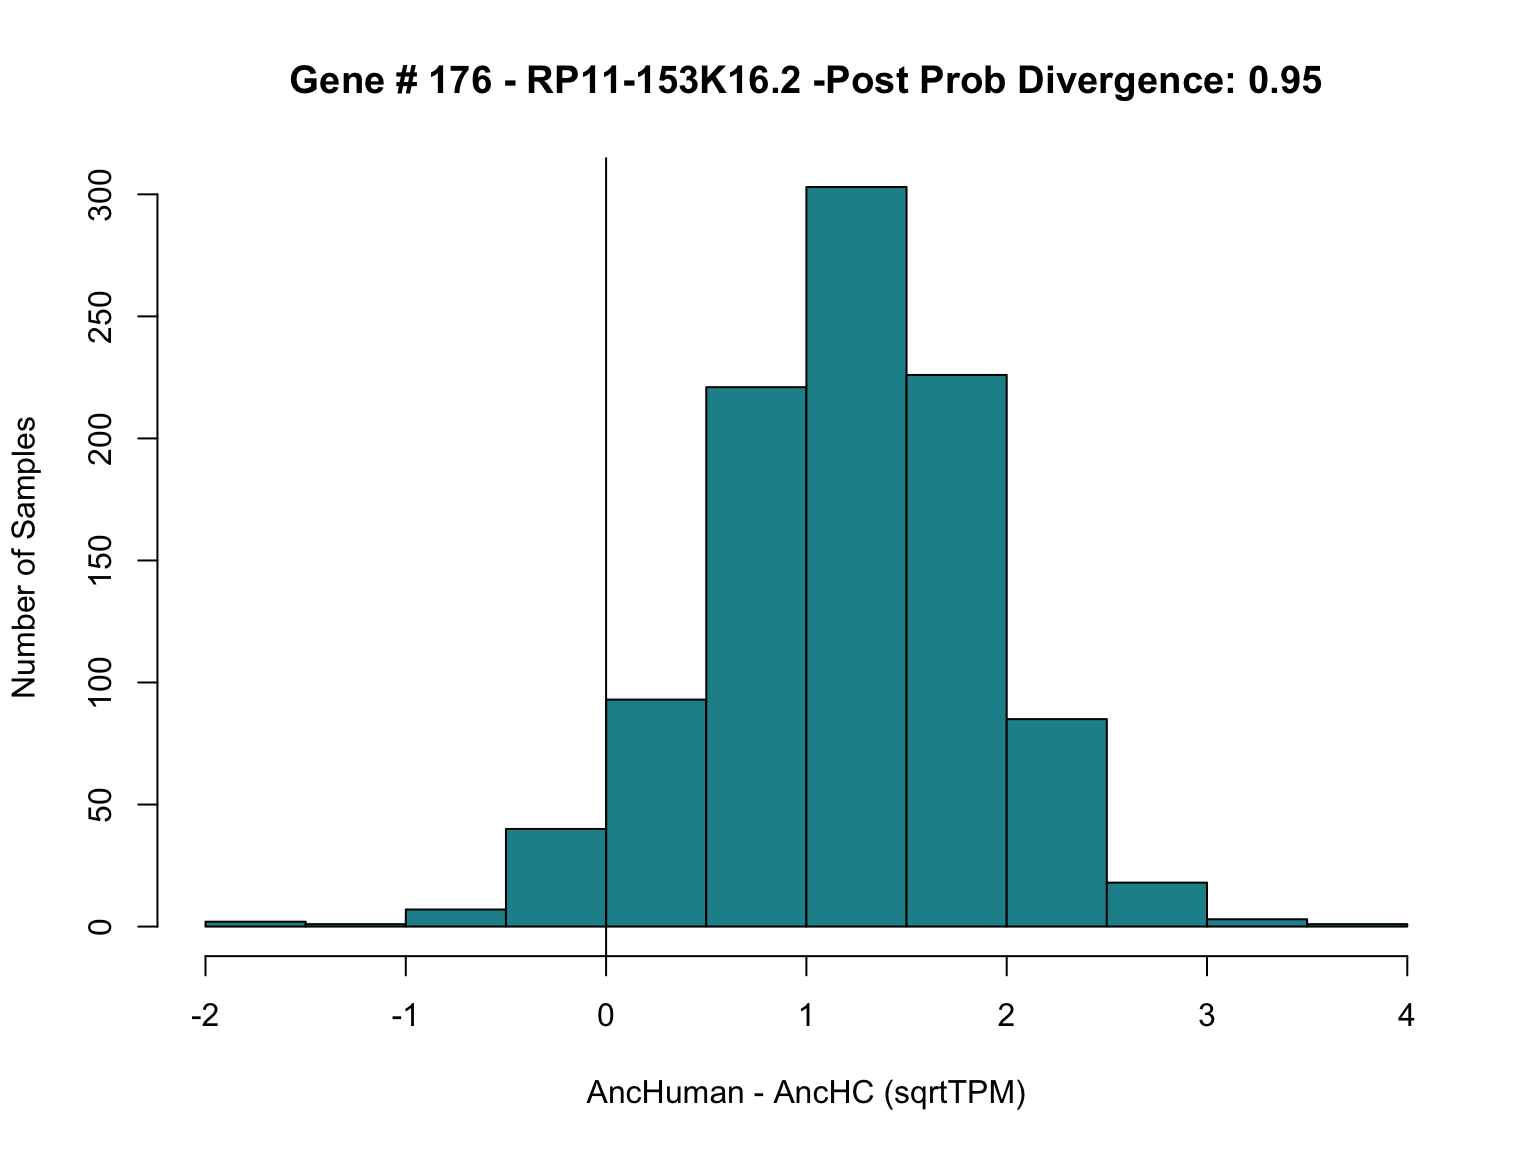 Gene # 176 - RP11-153K16.2 -Post Prob Divergence: 0.95
Number of Samples
300
250
200
150
100
50
0
-2 -1 0 1 2 3 4
AncHuman - AncHC (sqrtTPM)